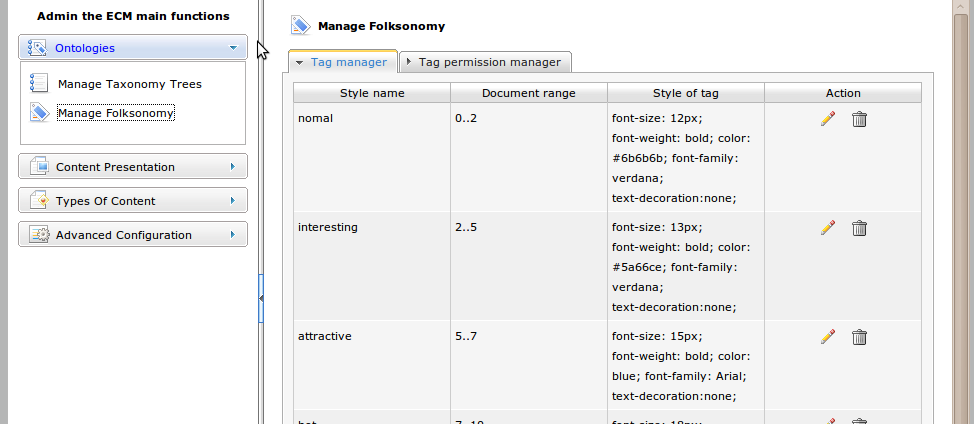 Admin the ECM main functions
Ontologies
Manage Taxonomy Trees
Manage Folksonomy
Content Presentation
Types Of Content
Advanced Configuration
Manage Folksonomy
Tag manager
Tag permission manager
Style name Document range Style of tag Action
nomal 0..2 font-size: 12px;
font-weight: bold; color:
#6b6b6b; font-family:
verdana;
text-decoration:none;
interesting 2..5 font-size: 13px;
font-weight: bold; color:
#5a66ce; font-family:
verdana;
text-decoration:none;
attractive 5..7 font-size: 15px;
font-weight: bold; color:
blue; font-family: Arial;
text-decoration:none;